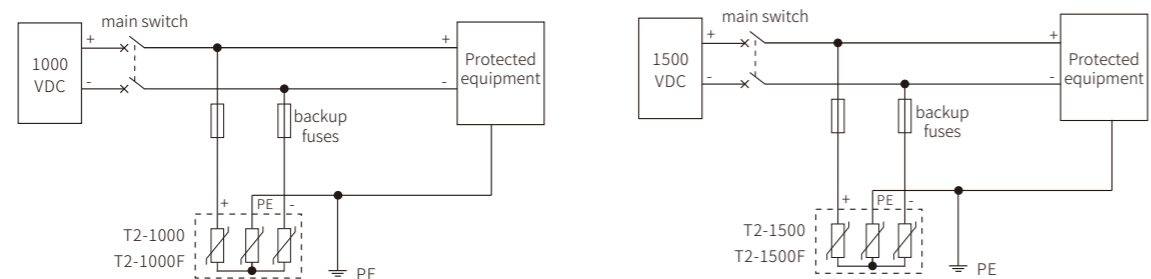 main switch
+
+
1000
VDC
Protected
equipment
-
-
backup
fuses
+
PE
-
T2-1000
T2-1000F
PE
main switch
+
+
1500
VDC
Protected
equipment
-
-
backup
fuses
+
PE
-
T2-1500
T2-1500F
PE